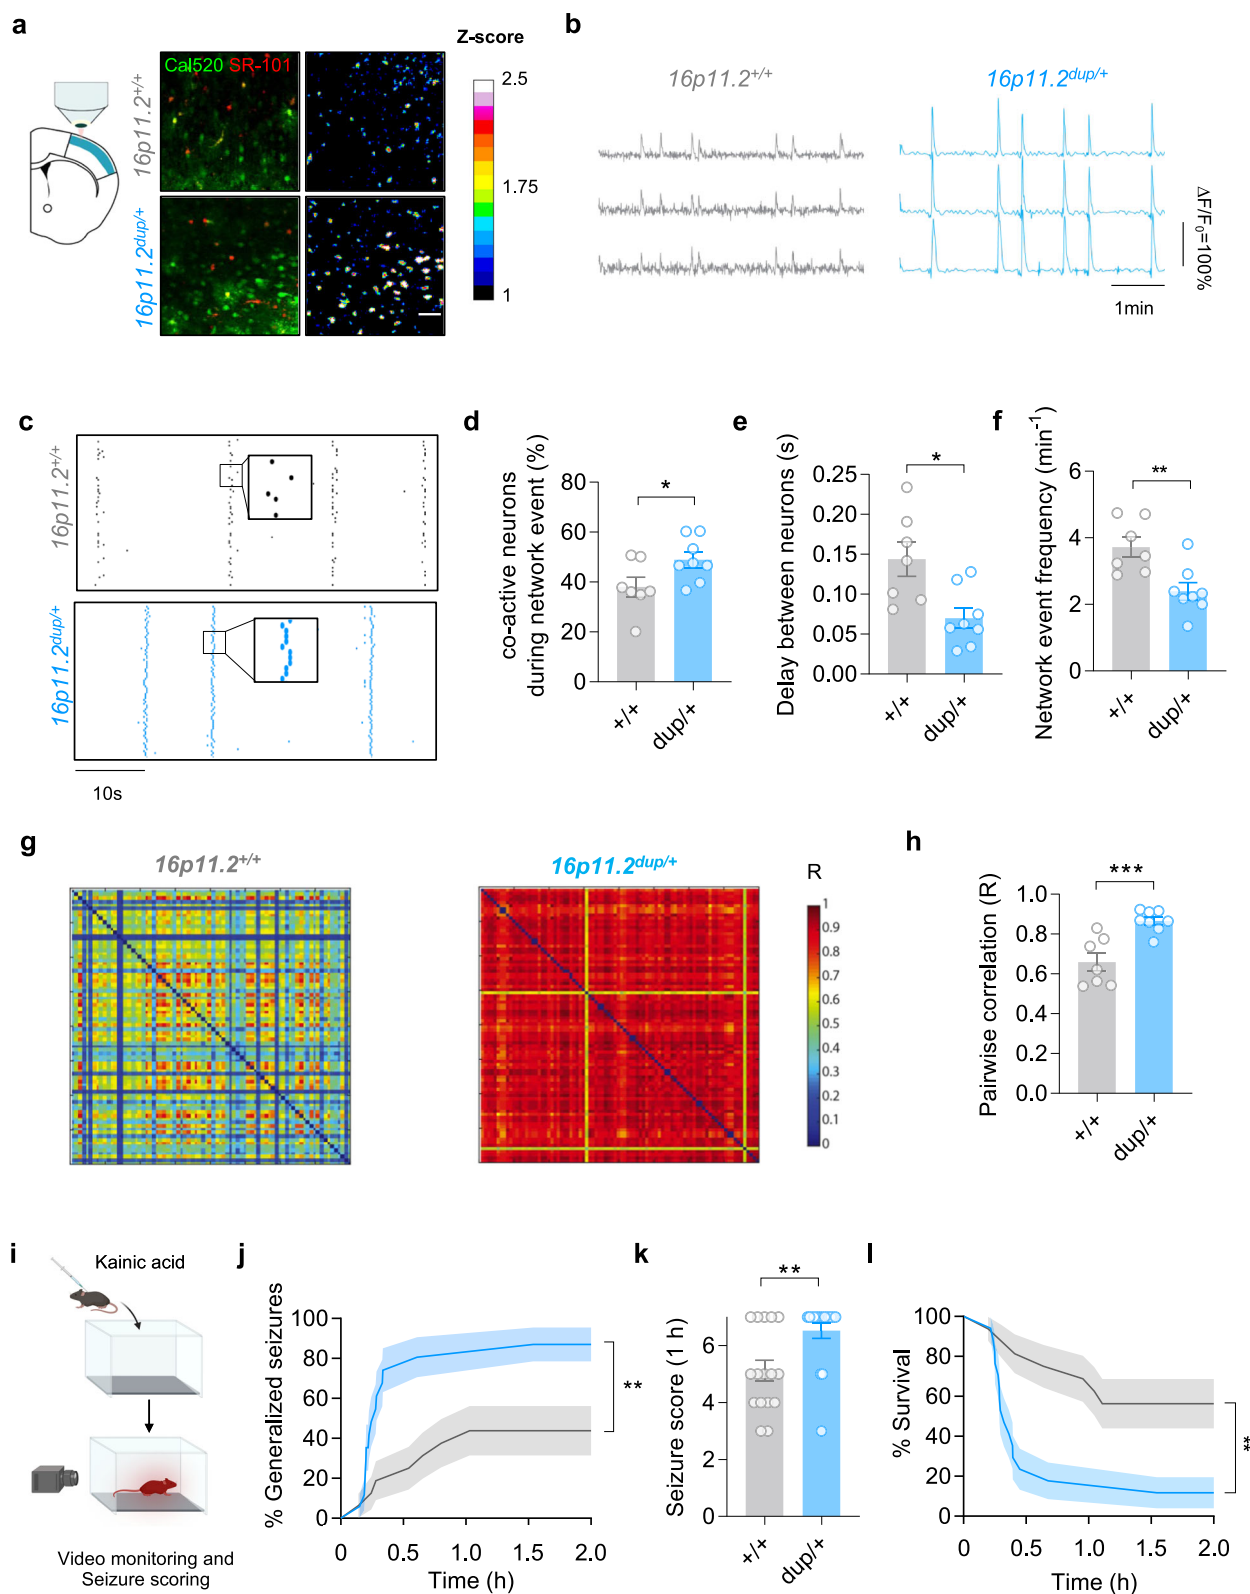 a
Z-score
16p11.2+/+
Cal520 SR-101
2.5
1.75
1
16p11.2dup/+
b
16p11.2+/+
16p11.2dup/+
ΔF/F0=100%
1min
c
16p11.2+/+
16p11.2dup/+
10s
d
co-active neurons
during network event (%)
80
60
40
20
0
*
+/+
dup/+
e
Delay between neurons (s)
0.25
0.20
0.15
0.10
0.05
0.00
*
+/+
dup/+
f
Network event frequency (min-1)
6
4
2
0
**
+/+
dup/+
g
16p11.2+/+
16p11.2dup/+
R
1
0.9
0.8
0.7
0.6
0.5
0.4
0.3
0.2
0.1
0
h
Pairwise correlation (R)
1.0
0.8
0.6
0.4
0.2
0.0
***
+/+
dup/+
i
Kainic acid
Video monitoring and
Seizure scoring
j
% Generalized seizures
100
80
60
40
20
0
**
0 0.5 1.0 1.5 2.0
Time (h)
k
Seizure score (1 h)
6
4
2
0
**
+/+
dup/+
l
% Survival
100
80
60
40
20
0
**
0 0.5 1.0 1.5 2.0
Time (h)